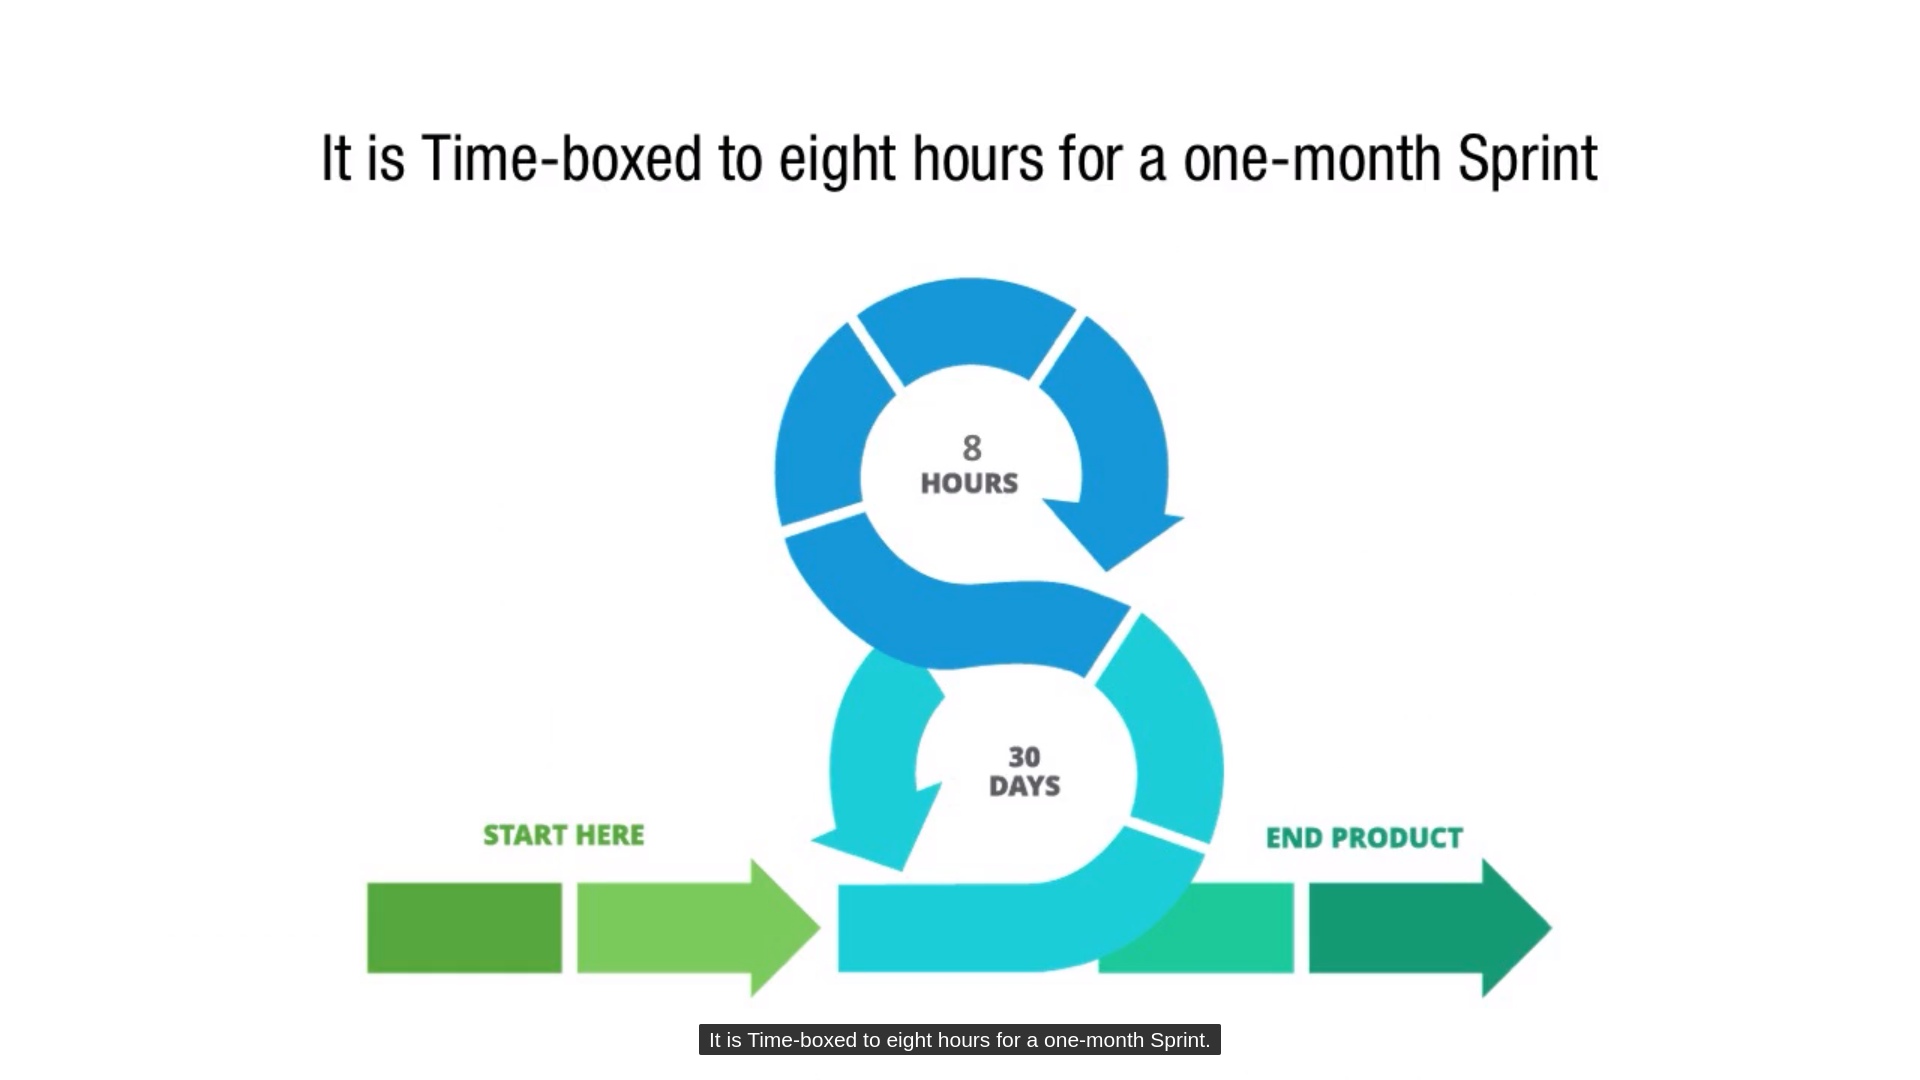 It is Time-boxed to eight hours for a one-month Sprint
8
HOURS
30
DAYS
START HERE
END PRODUCT
It is Time-boxed to eight hours for a one-month Sprint.